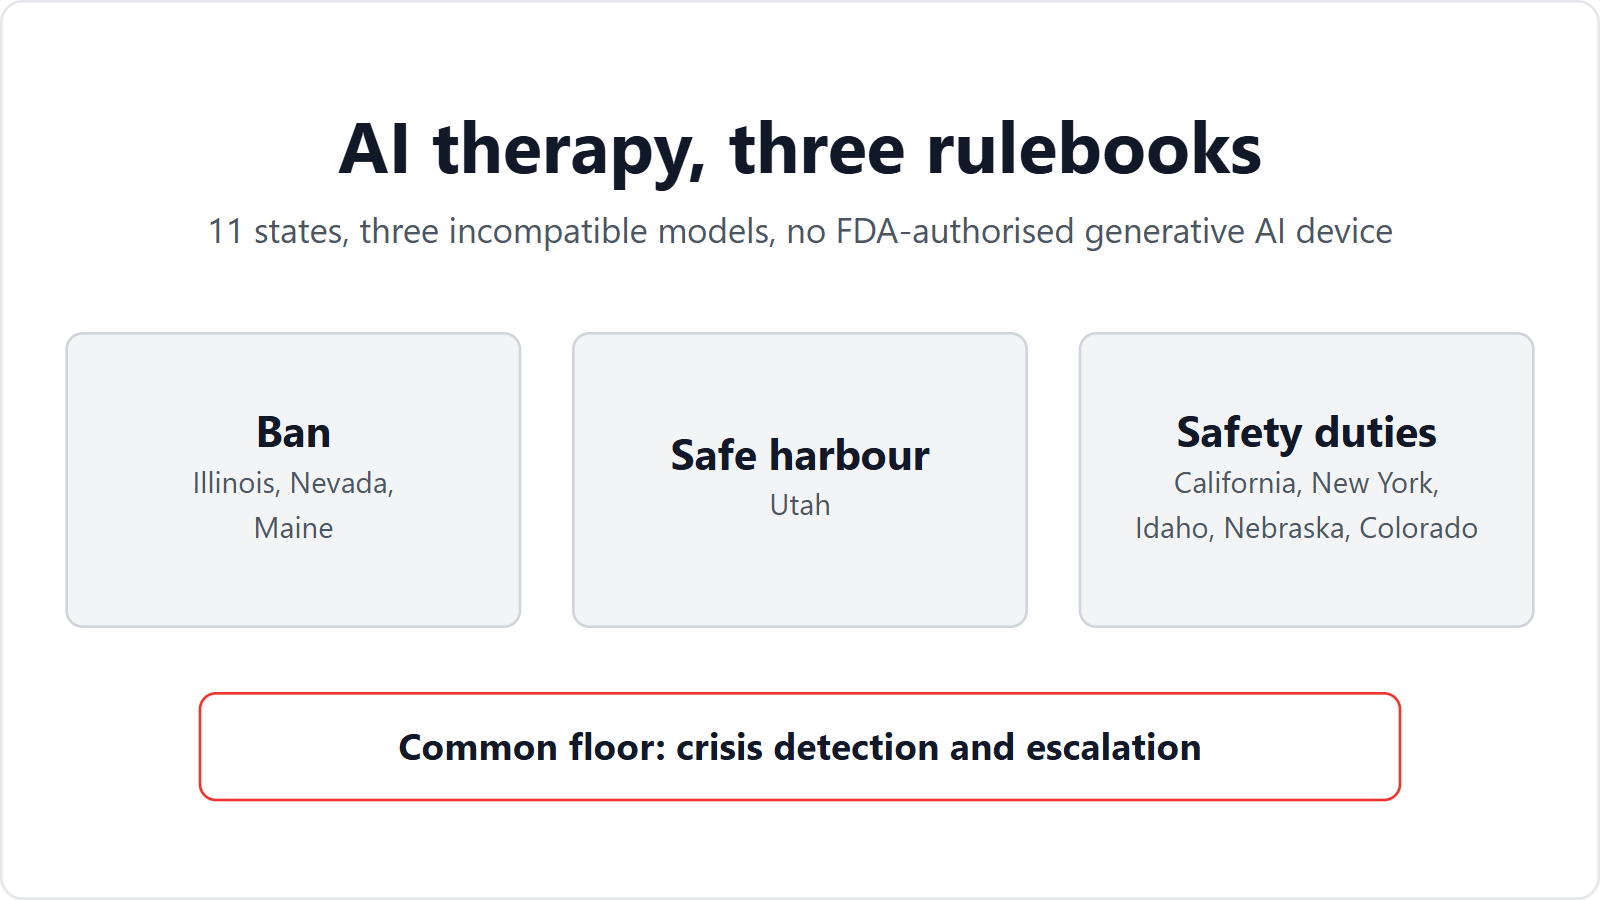 AI therapy, three rulebooks
11 states, three incompatible models, no FDA-authorised generative AI device
Ban
Illinois, Nevada,
Maine
Safe harbour
Utah
Safety duties
California, New York,
Idaho, Nebraska, Colorado
Common floor: crisis detection and escalation